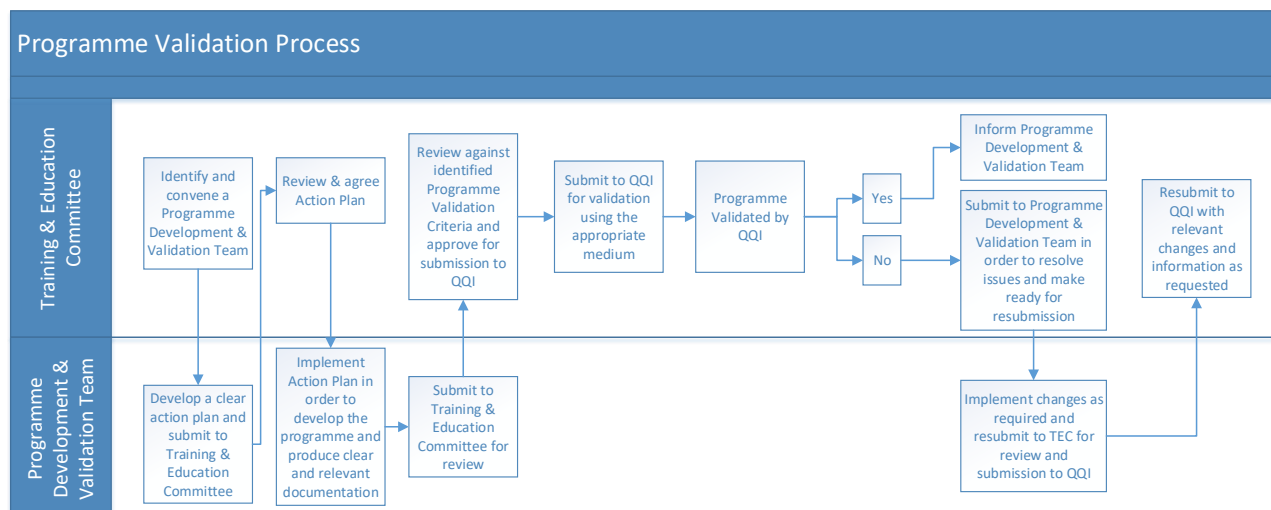 Programme Validation Process
Training & Education
Committee
Identify and
convene a
Programme
Development &
Validation Team
Review & agree
Action Plan
Review against
identified
Programme
Validation
Criteria and
approve for
submission to
QQI
Submit to QQI
for validation
using the
appropriate
medium
Programme
Validated by
QQI
Yes
No
Inform Programme
Development &
Validation Team
Submit to Programme
Development &
Validation Team in
order to resolve
issues and make
ready for
resubmission
Resubmit to
QQI with
relevant
changes and
information as
requested
Programme
Development &
Validation Team
Develop a clear
action plan and
submit to
Training &
Education
Committee
Implement
Action Plan in
order to
develop the
programme and
produce clear
and relevant
documentation
Submit to
Training &
Education
Committee for
review
Implement changes as
required and
resubmit to TEC for
review and
submission to QQI